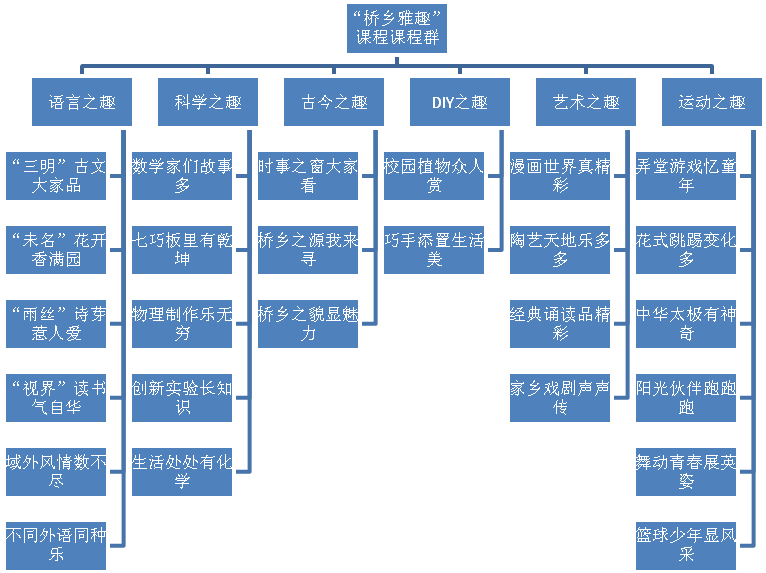 “桥乡雅趣”
课程课程群
语言之趣
科学之趣
古今之趣
DIY之趣
艺术之趣
运动之趣
“三明”古文
大家品
“未名”花开
香满园
“雨丝”诗芽
惹人爱
“视界”读书
气自华
域外风情数不
尽
不同外语同种
乐
数学家们故事
多
七巧板里有乾
坤
物理制作乐无
穷
创新实验长知
识
生活处处有化
学
时事之窗大家
看
桥乡之源我来
寻
桥乡之貌显魅
力
校园植物众人
赏
巧手添置生活
美
漫画世界真精
彩
陶艺天地乐多
多
经典诵读品精
彩
家乡戏剧声声
传
弄堂游戏忆童
年
花式跳踢变化
多
中华太极有神
奇
阳光伙伴跑跑
跑
舞动青春展英
姿
篮球少年显风
采